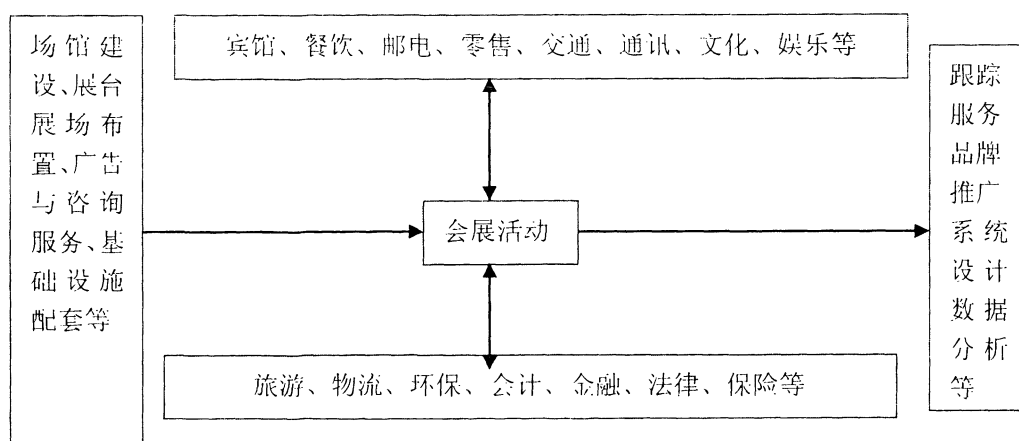 场馆建
设、展台
展场布
置、广告
与咨询
服务、基
础设施
配套等
宾馆、餐饮、邮电、零售、交通、通讯、文化、娱乐等
会展活动
旅游、物流、环保、会计、金融、法律、保险等
跟踪
服务
品牌
推广
系统
设计
数据
分析
等